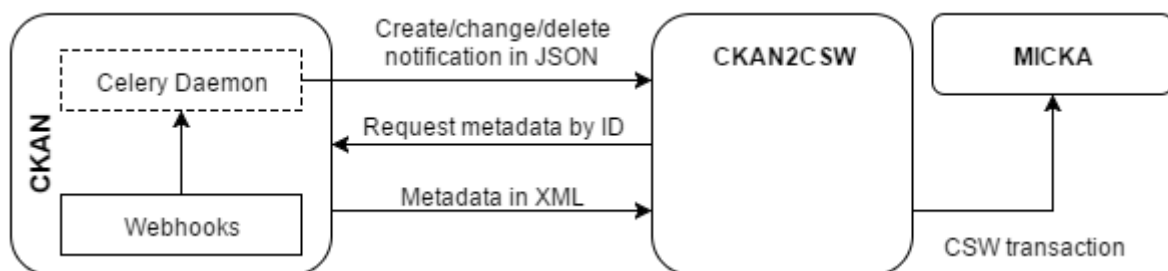 CKAN
Celery Daemon
Webhooks
Create/change/delete
notification in JSON
Request metadata by ID
Metadata in XML
CKAN2CSW
MICKA
CSW transaction